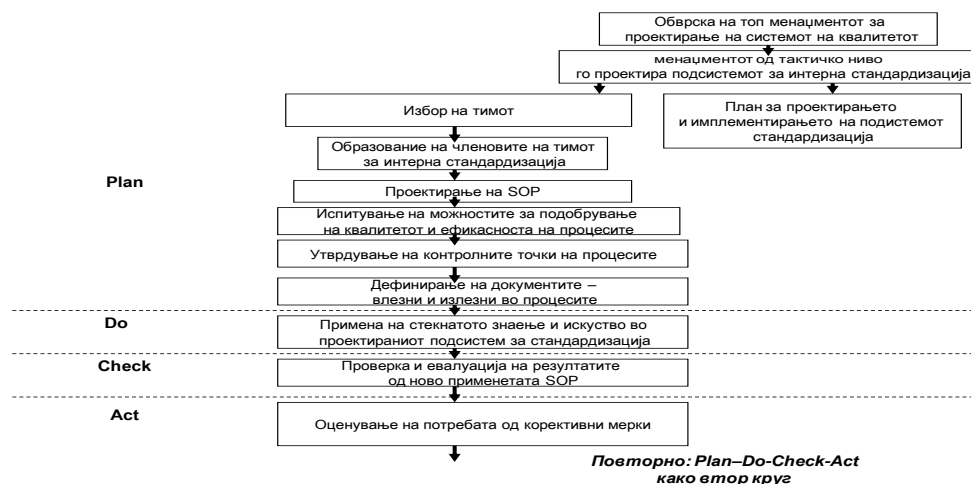 Обврска на топ менаџментот за
проектирање на системот на квалитетот
менаџментот од тактичко ниво
го проектира подсистемот за интерна стандардизација
Избор на тимот
План за проектирањето
и имплементирањето на подистемот
стандардизација
Образование на членовите на тимот
за интерна стандардизација
Plan
Проектирање на SOP
Испитување на можностите за подобрување
на квалитетот и ефикасноста на процесите
Утврдување на контролните точки на процесите
Дефинирање на документите –
влезни и излезни во процесите
Do
Примена на стекнатото знаење и искуство во
проектираниот подсистем за стандардизација
Check
Проверка и евалуација на резултатите
од ново применетата SOP
Act
Оценување на потребата од корективни мерки
Повторно: Plan–Do-Check-Act
како втор круг